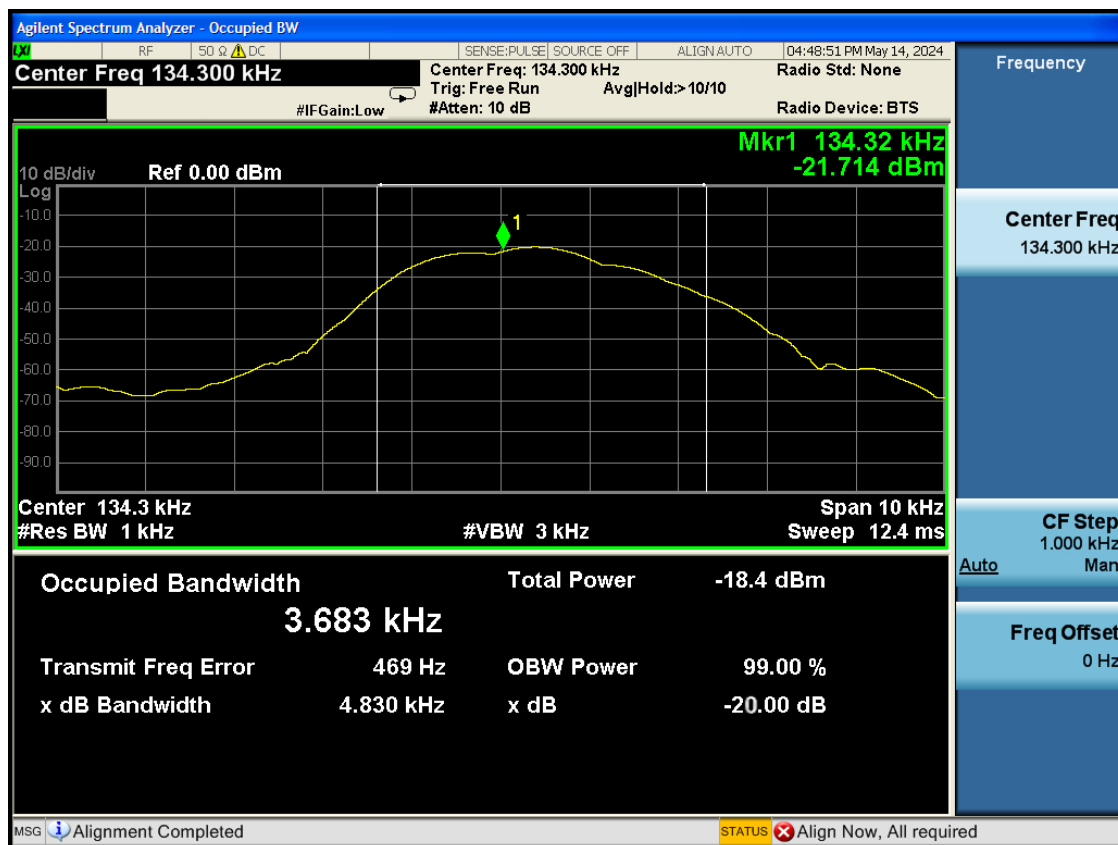 Agilent Spectrum Analyzer - Occupied BW
LXI RF 50 Ω DC SENSE:PULSE SOURCE OFF ALIGN AUTO 04:48:51 PM May 14, 2024
Center Freq 134.300 kHz
Center Freq: 134.300 kHz
Radio Std: None
Trig: Free Run Avg|Hold:>10/10
#IFGain:Low
#Atten: 10 dB
Radio Device: BTS
Mkr1 134.32 kHz
-21.714 dBm
10 dB/div Ref 0.00 dBm
Log
-10.0
1
-20.0
-30.0
-40.0
-50.0
-60.0
-70.0
-80.0
-90.0
Center 134.3 kHz Span 10 kHz
#Res BW 1 kHz #VBW 3 kHz Sweep 12.4 ms
Occupied Bandwidth Total Power -18.4 dBm
3.683 kHz
Transmit Freq Error 469 Hz OBW Power 99.00 %
x dB Bandwidth 4.830 kHz x dB -20.00 dB
MSG Alignment Completed STATUS Align Now, All required
Frequency
Center Freq
134.300 kHz
CF Step
1.000 kHz
Auto Man
Freq Offset
0 Hz